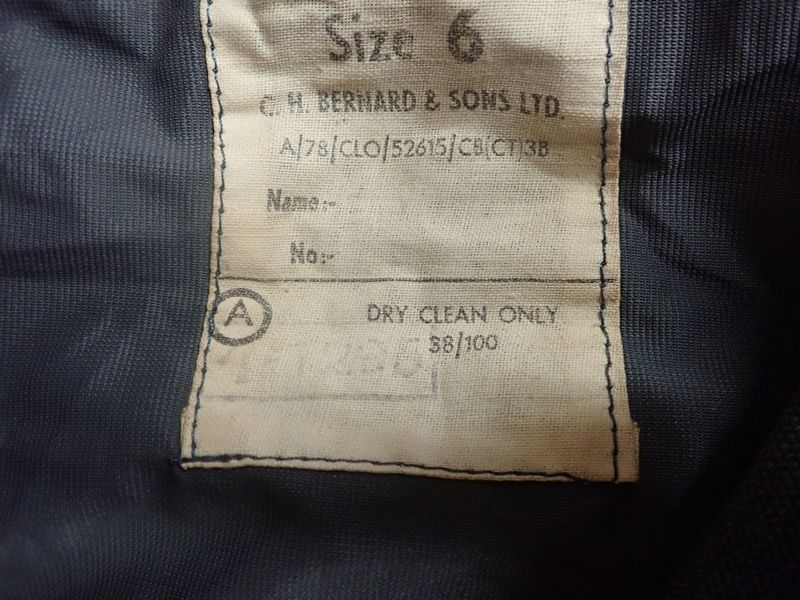 Size 6
C. H. BERNARD & SONS LTD.
A/78/CLO/52615/CB(CT)3B
Name:-
No:-
A
DRY CLEAN ONLY
38/100